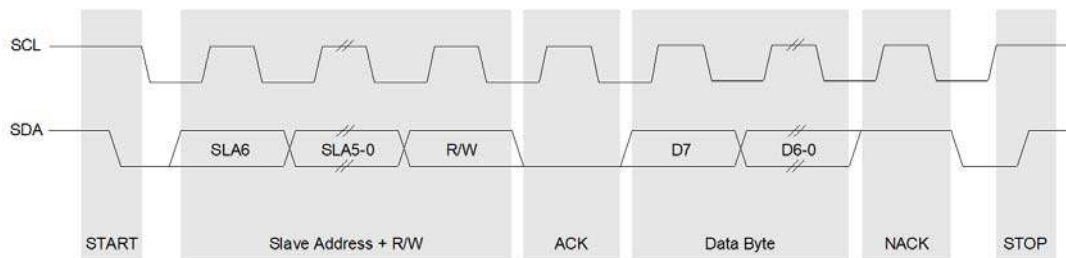 SCL
SDA
SLA6 SLA5-0 R/W D7 D6-0
START Slave Address + R/W ACK Data Byte NACK STOP